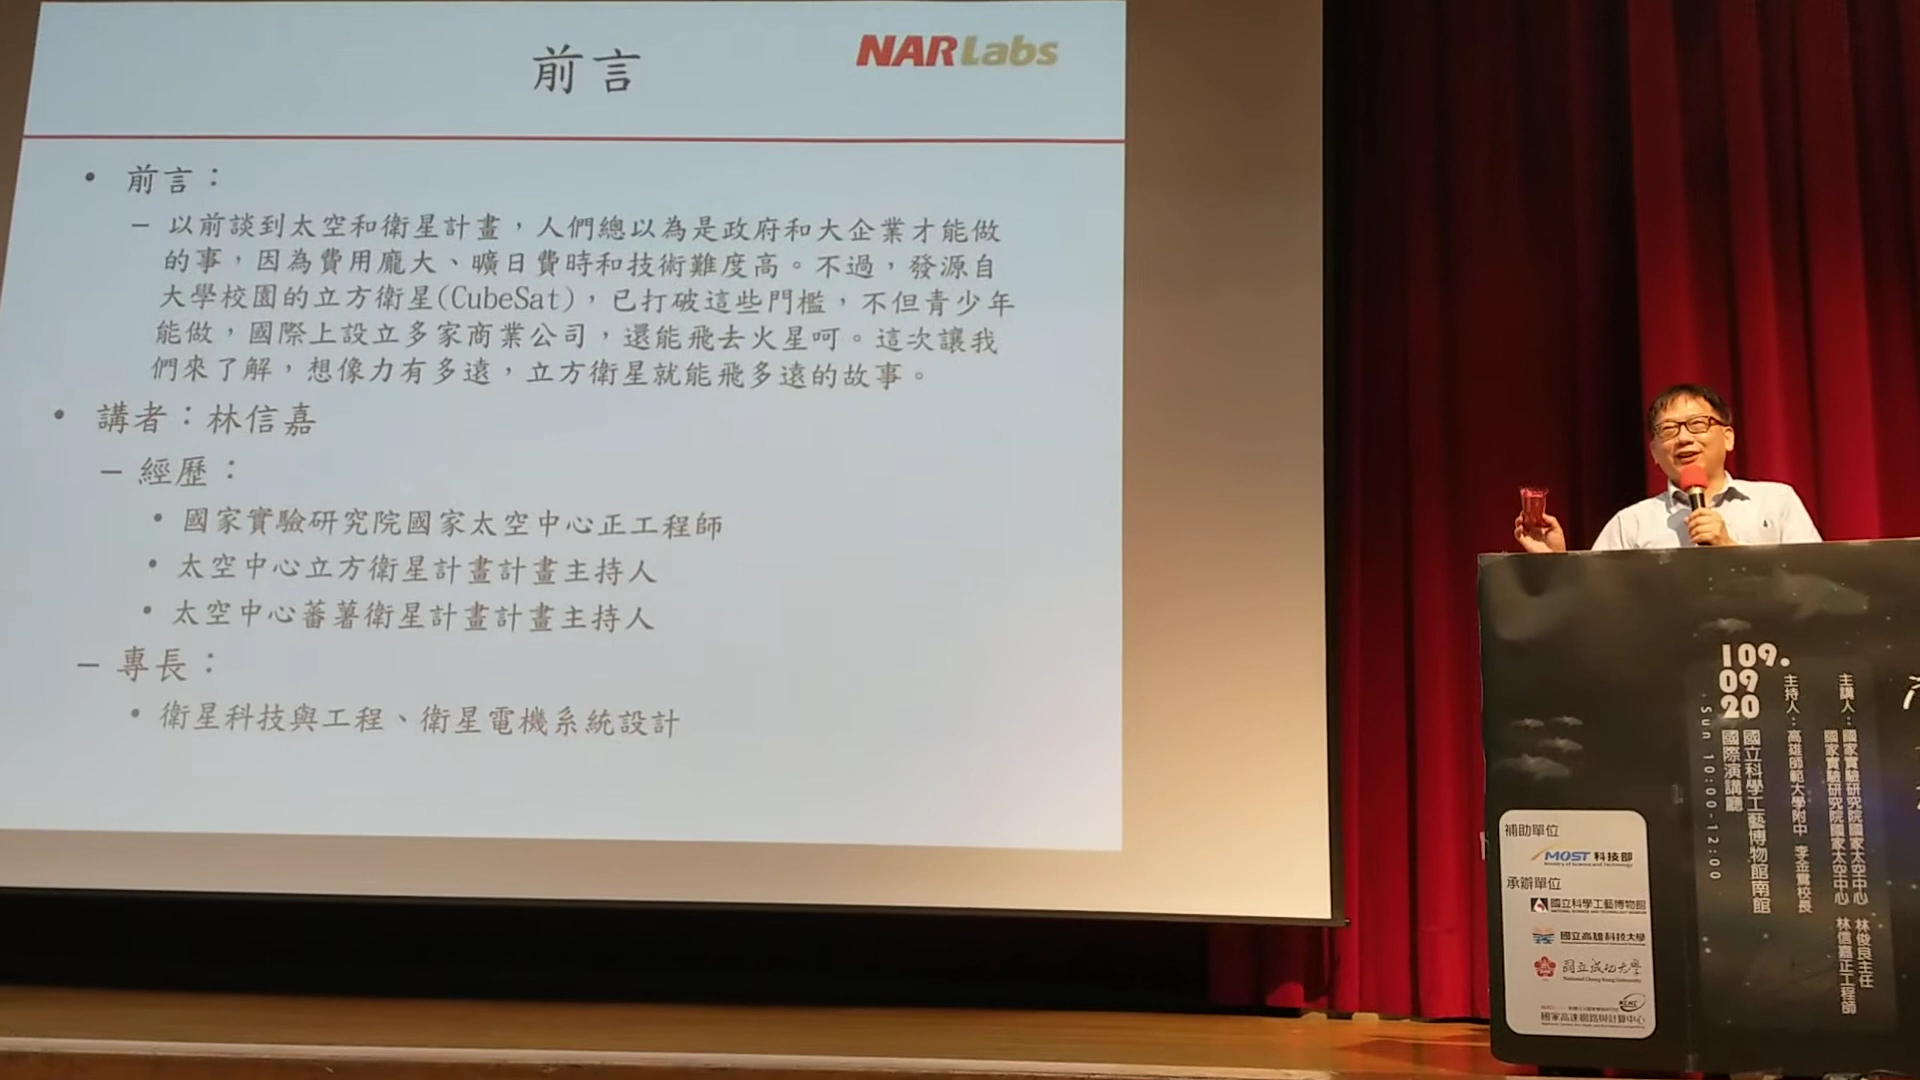 前言
NARLabs
• 前言：
– 以前談到太空和衛星計畫，人們總以為是政府和大企業才能做
的事，因為費用龐大、曠日費時和技術難度高。不過，發源自
大學校園的立方衛星(CubeSat)，已打破這些門檻，不但青少年
能做，國際上設立多家商業公司，還能飛去火星呵。這次讓我
們來了解，想像力有多遠，立方衛星就能飛多遠的故事。
• 講者：林信嘉
– 經歷：
• 國家實驗研究院國家太空中心正工程師
• 太空中心立方衛星計畫計畫主持人
• 太空中心蕃薯衛星計畫計畫主持人
– 專長：
• 衛星科技與工程、衛星電機系統設計
主講人：國家實驗研究院國家太空中心 林俊良主任
國家實驗研究院國家太空中心 林信嘉正工程師
主持人：高雄師範大學附中 李金鴦校長
109.
09
20
國立科學工藝博物館南館
國際演講廳
Sun 10:00-12:00
補助單位
MOST 科技部
Ministry of Science and Technology
承辦單位
國立科學工藝博物館
NATIONAL SCIENCE AND TECHNOLOGY MUSEUM
國立高雄科技大學
國立成功大學
National Cheng Kung University
NCHC
國家高速網路與計算中心